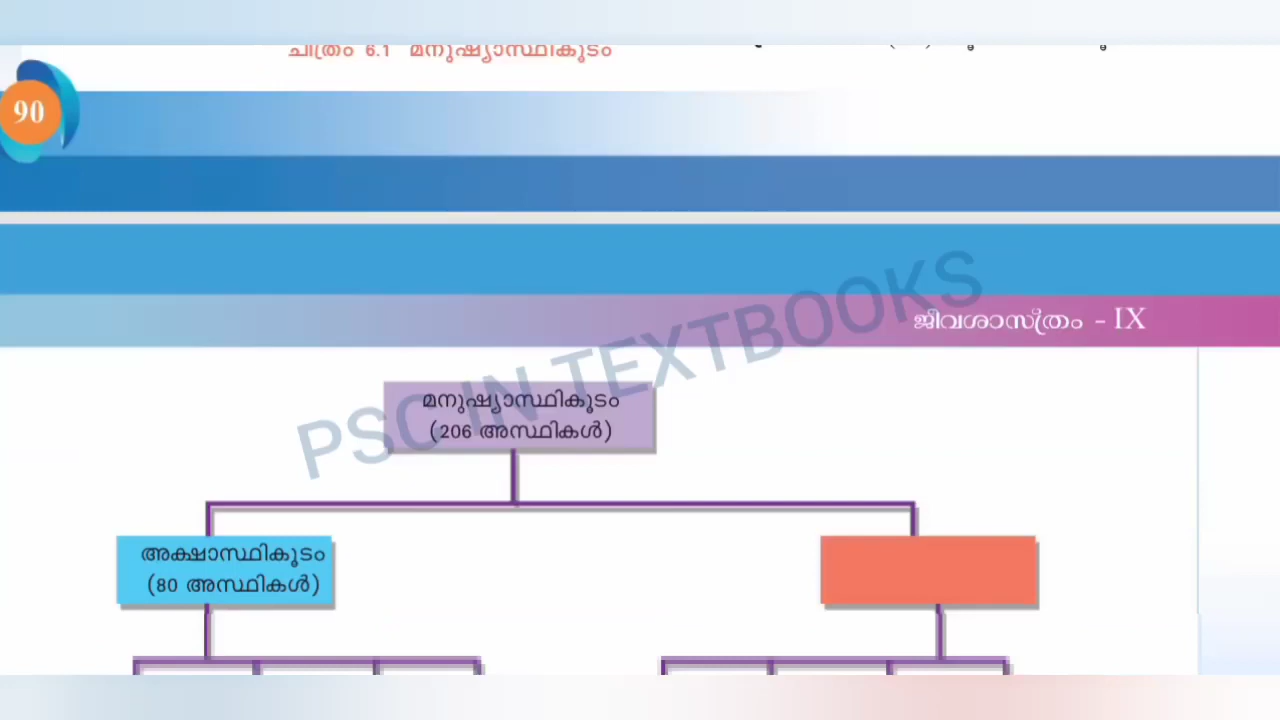 ചിത്രം 6.1 മനുഷ്യാസ്ഥികൂടം
90
ജീവശാസ്ത്രം - IX
PSC IN TEXTBOOKS
മനുഷ്യാസ്ഥികൂടം
(206 അസ്ഥികൾ)
അക്ഷാസ്ഥികൂടം
(80 അസ്ഥികൾ)